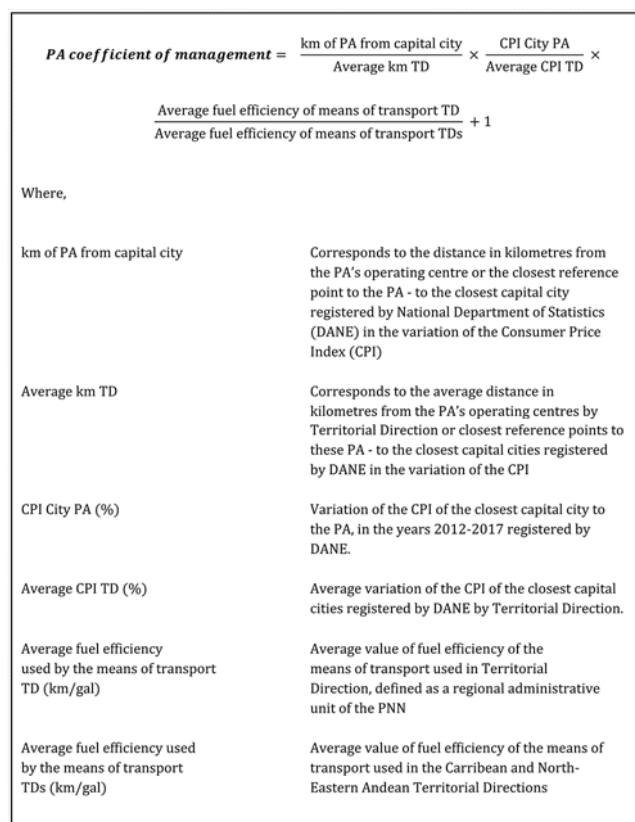 PA coefficient of management = km of PA from capital city / Average km TD × CPI City PA / Average CPI TD ×
Average fuel efficiency of means of transport TD / Average fuel efficiency of means of transport TDs + 1
Where,
km of PA from capital city
Corresponds to the distance in kilometres from
the PA's operating centre or the closest reference
point to the PA - to the closest capital city
registered by National Department of Statistics
(DANE) in the variation of the Consumer Price
Index (CPI)
Average km TD
Corresponds to the average distance in
kilometres from the PA's operating centres by
Territorial Direction or closest reference points to
these PA - to the closest capital cities registered
by DANE in the variation of the CPI
CPI City PA (%)
Variation of the CPI of the closest capital city to
the PA, in the years 2012-2017 registered by
DANE.
Average CPI TD (%)
Average variation of the CPI of the closest capital
cities registered by DANE by Territorial Direction.
Average fuel efficiency
used by the means of transport
TD (km/gal)
Average value of fuel efficiency of the
means of transport used in Territorial
Direction, defined as a regional administrative
unit of the PNN
Average fuel efficiency used
by the means of transport
TDs (km/gal)
Average value of fuel efficiency of the means of
transport used in the Carribean and North-
Eastern Andean Territorial Directions